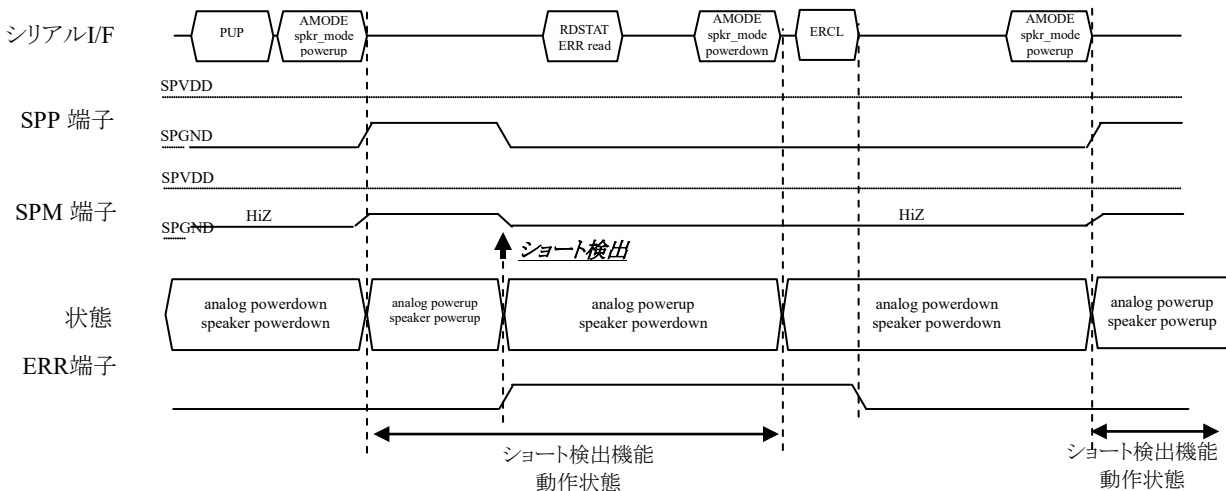 シリアルI/F
PUP
AMODE
spkr_mode
powerup
RDSTAT
ERR read
AMODE
spkr_mode
powerdown
ERCL
AMODE
spkr_mode
powerup
SPVDD
SPP 端子
SPGND
SPVDD
SPM 端子
SPGND
HiZ
HiZ
ショート検出
状態
analog powerdown
speaker powerdown
analog powerup
speaker powerup
analog powerup
speaker powerdown
analog powerdown
speaker powerdown
analog powerup
speaker powerup
ERR端子
ショート検出機能
動作状態
ショート検出機能
動作状態